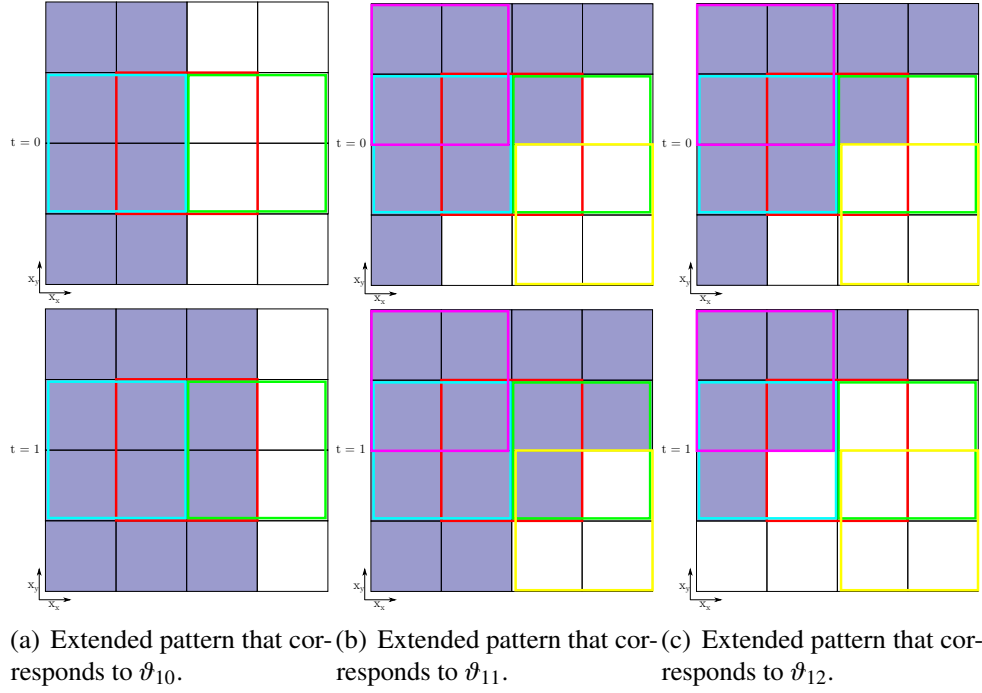 t = 0
t = 0
t = 0
x_y
x_x
x_y
x_x
x_y
x_x
t = 1
t = 1
t = 1
x_y
x_x
x_y
x_x
x_y
x_x
(a) Extended pattern that cor-
responds to ϑ₁₀.
(b) Extended pattern that cor-
responds to ϑ₁₁.
(c) Extended pattern that cor-
responds to ϑ₁₂.